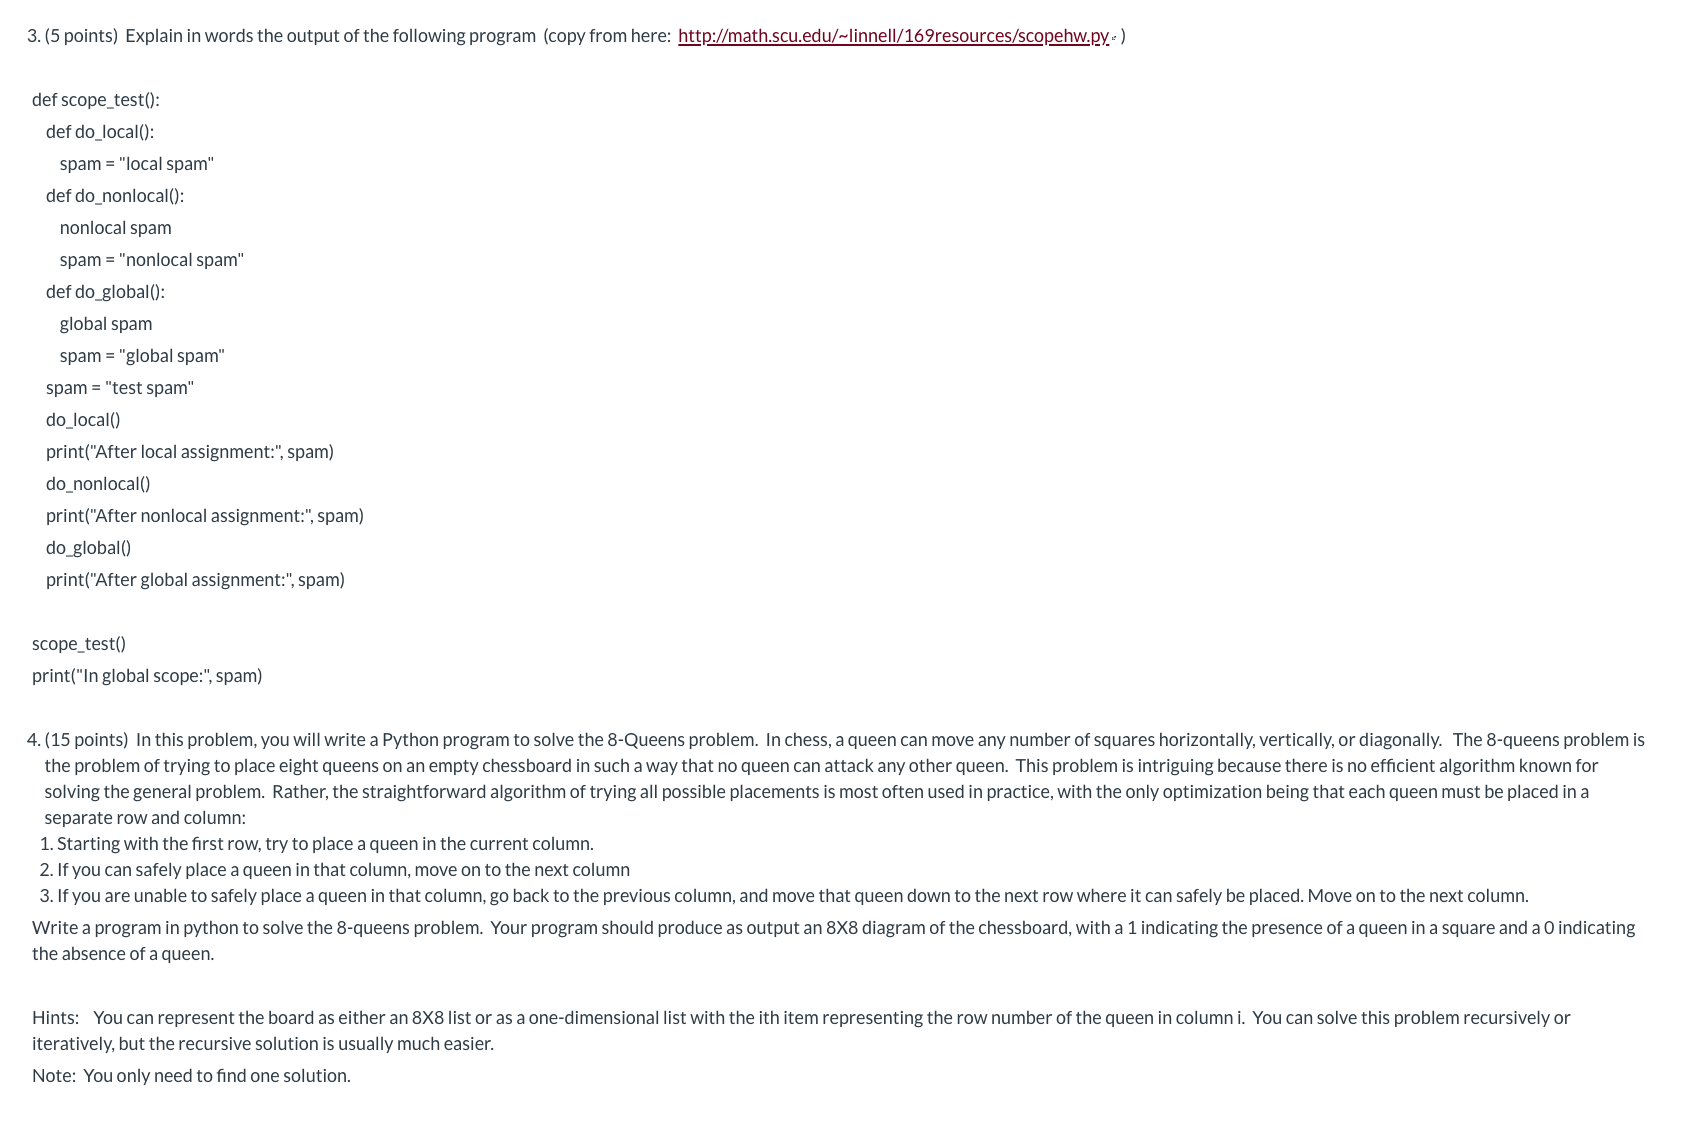 3. (5 points)  Explain in words the output of the following program  (copy from here:  http://math.scu.edu/~linnell/169resources/scopehw.py )
def scope_test():
def do_local():
spam = "local spam"
def do_nonlocal():
nonlocal spam
spam = "nonlocal spam"
def do_global():
global spam
spam = "global spam"
spam = "test spam"
do_local()
print("After local assignment:", spam)
do_nonlocal()
print("After nonlocal assignment:", spam)
do_global()
print("After global assignment:", spam)
scope_test()
print("In global scope:", spam)
4. (15 points)  In this problem, you will write a Python program to solve the 8-Queens problem.  In chess, a queen can move any number of squares horizontally, vertically, or diagonally.   The 8-queens problem is
the problem of trying to place eight queens on an empty chessboard in such a way that no queen can attack any other queen.  This problem is intriguing because there is no efficient algorithm known for
solving the general problem.  Rather, the straightforward algorithm of trying all possible placements is most often used in practice, with the only optimization being that each queen must be placed in a
separate row and column:
1. Starting with the first row, try to place a queen in the current column.
2. If you can safely place a queen in that column, move on to the next column
3. If you are unable to safely place a queen in that column, go back to the previous column, and move that queen down to the next row where it can safely be placed. Move on to the next column.
Write a program in python to solve the 8-queens problem.  Your program should produce as output an 8X8 diagram of the chessboard, with a 1 indicating the presence of a queen in a square and a 0 indicating
the absence of a queen.
Hints:   You can represent the board as either an 8X8 list or as a one-dimensional list with the ith item representing the row number of the queen in column i.  You can solve this problem recursively or
iteratively, but the recursive solution is usually much easier.
Note:  You only need to find one solution.